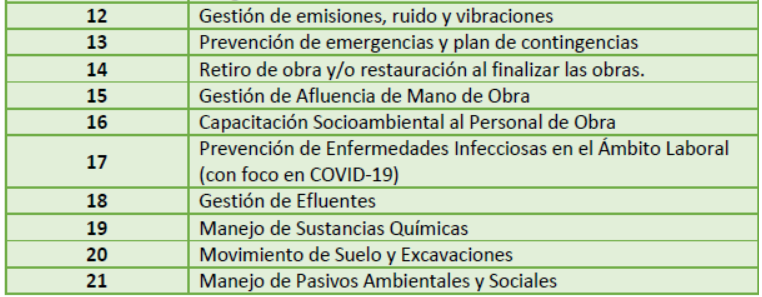 12 Gestión de emisiones, ruido y vibraciones
13 Prevención de emergencias y plan de contingencias
14 Retiro de obra y/o restauración al finalizar las obras.
15 Gestión de Afluencia de Mano de Obra
16 Capacitación Socioambiental al Personal de Obra
17 Prevención de Enfermedades Infecciosas en el Ámbito Laboral
(con foco en COVID-19)
18 Gestión de Efluentes
19 Manejo de Sustancias Químicas
20 Movimiento de Suelo y Excavaciones
21 Manejo de Pasivos Ambientales y Sociales